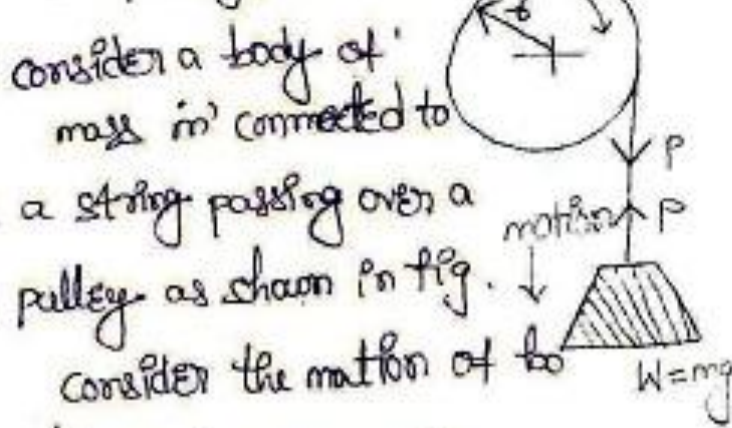 consider a body of
mass 'm' connected to
a string passing over a
pulley as shown in fig.
consider the motion of bo
r
P
P
motion
W=mg